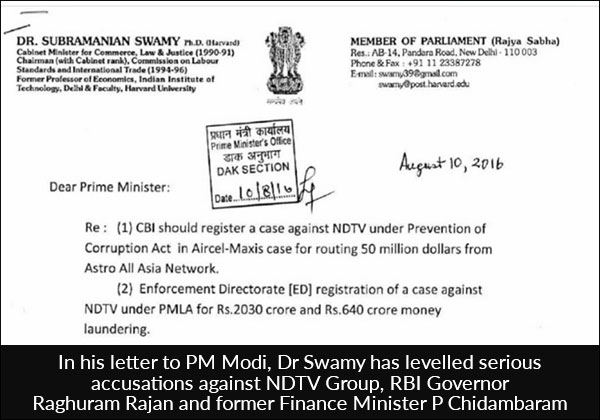 DR. SUBRAMANIAN SWAMY Ph.D. (Harvard)
Cabinet Minister for Commerce, Law & Justice (1990-91)
Chairman (with Cabinet rank), Commission on Labour
Standards and International Trade (1994-96)
Former Professor of Economics, Indian Institute of
Technology, Delhi & Faculty, Harvard University
सत्यमेव जयते
MEMBER OF PARLIAMENT (Rajya Sabha)
Res.: AB-14, Pandara Road, New Delhi - 110 003
Phone & Fax : +91 11 23387278
E-mail: swamy39@gmail.com
swamy@post.harvard.edu
प्रधान मंत्री कार्यालय
Prime Minister's Office
डाक अनुभाग
DAK SECTION
Date 10/8/16
August 10, 2016
Dear Prime Minister:
Re : (1) CBI should register a case against NDTV under Prevention of
Corruption Act in Aircel-Maxis case for routing 50 million dollars from
Astro All Asia Network.
(2) Enforcement Directorate [ED] registration of a case against
NDTV under PMLA for Rs.2030 crore and Rs.640 crore money
laundering.
In his letter to PM Modi, Dr Swamy has levelled serious
accusations against NDTV Group, RBI Governor
Raghuram Rajan and former Finance Minister P Chidambaram